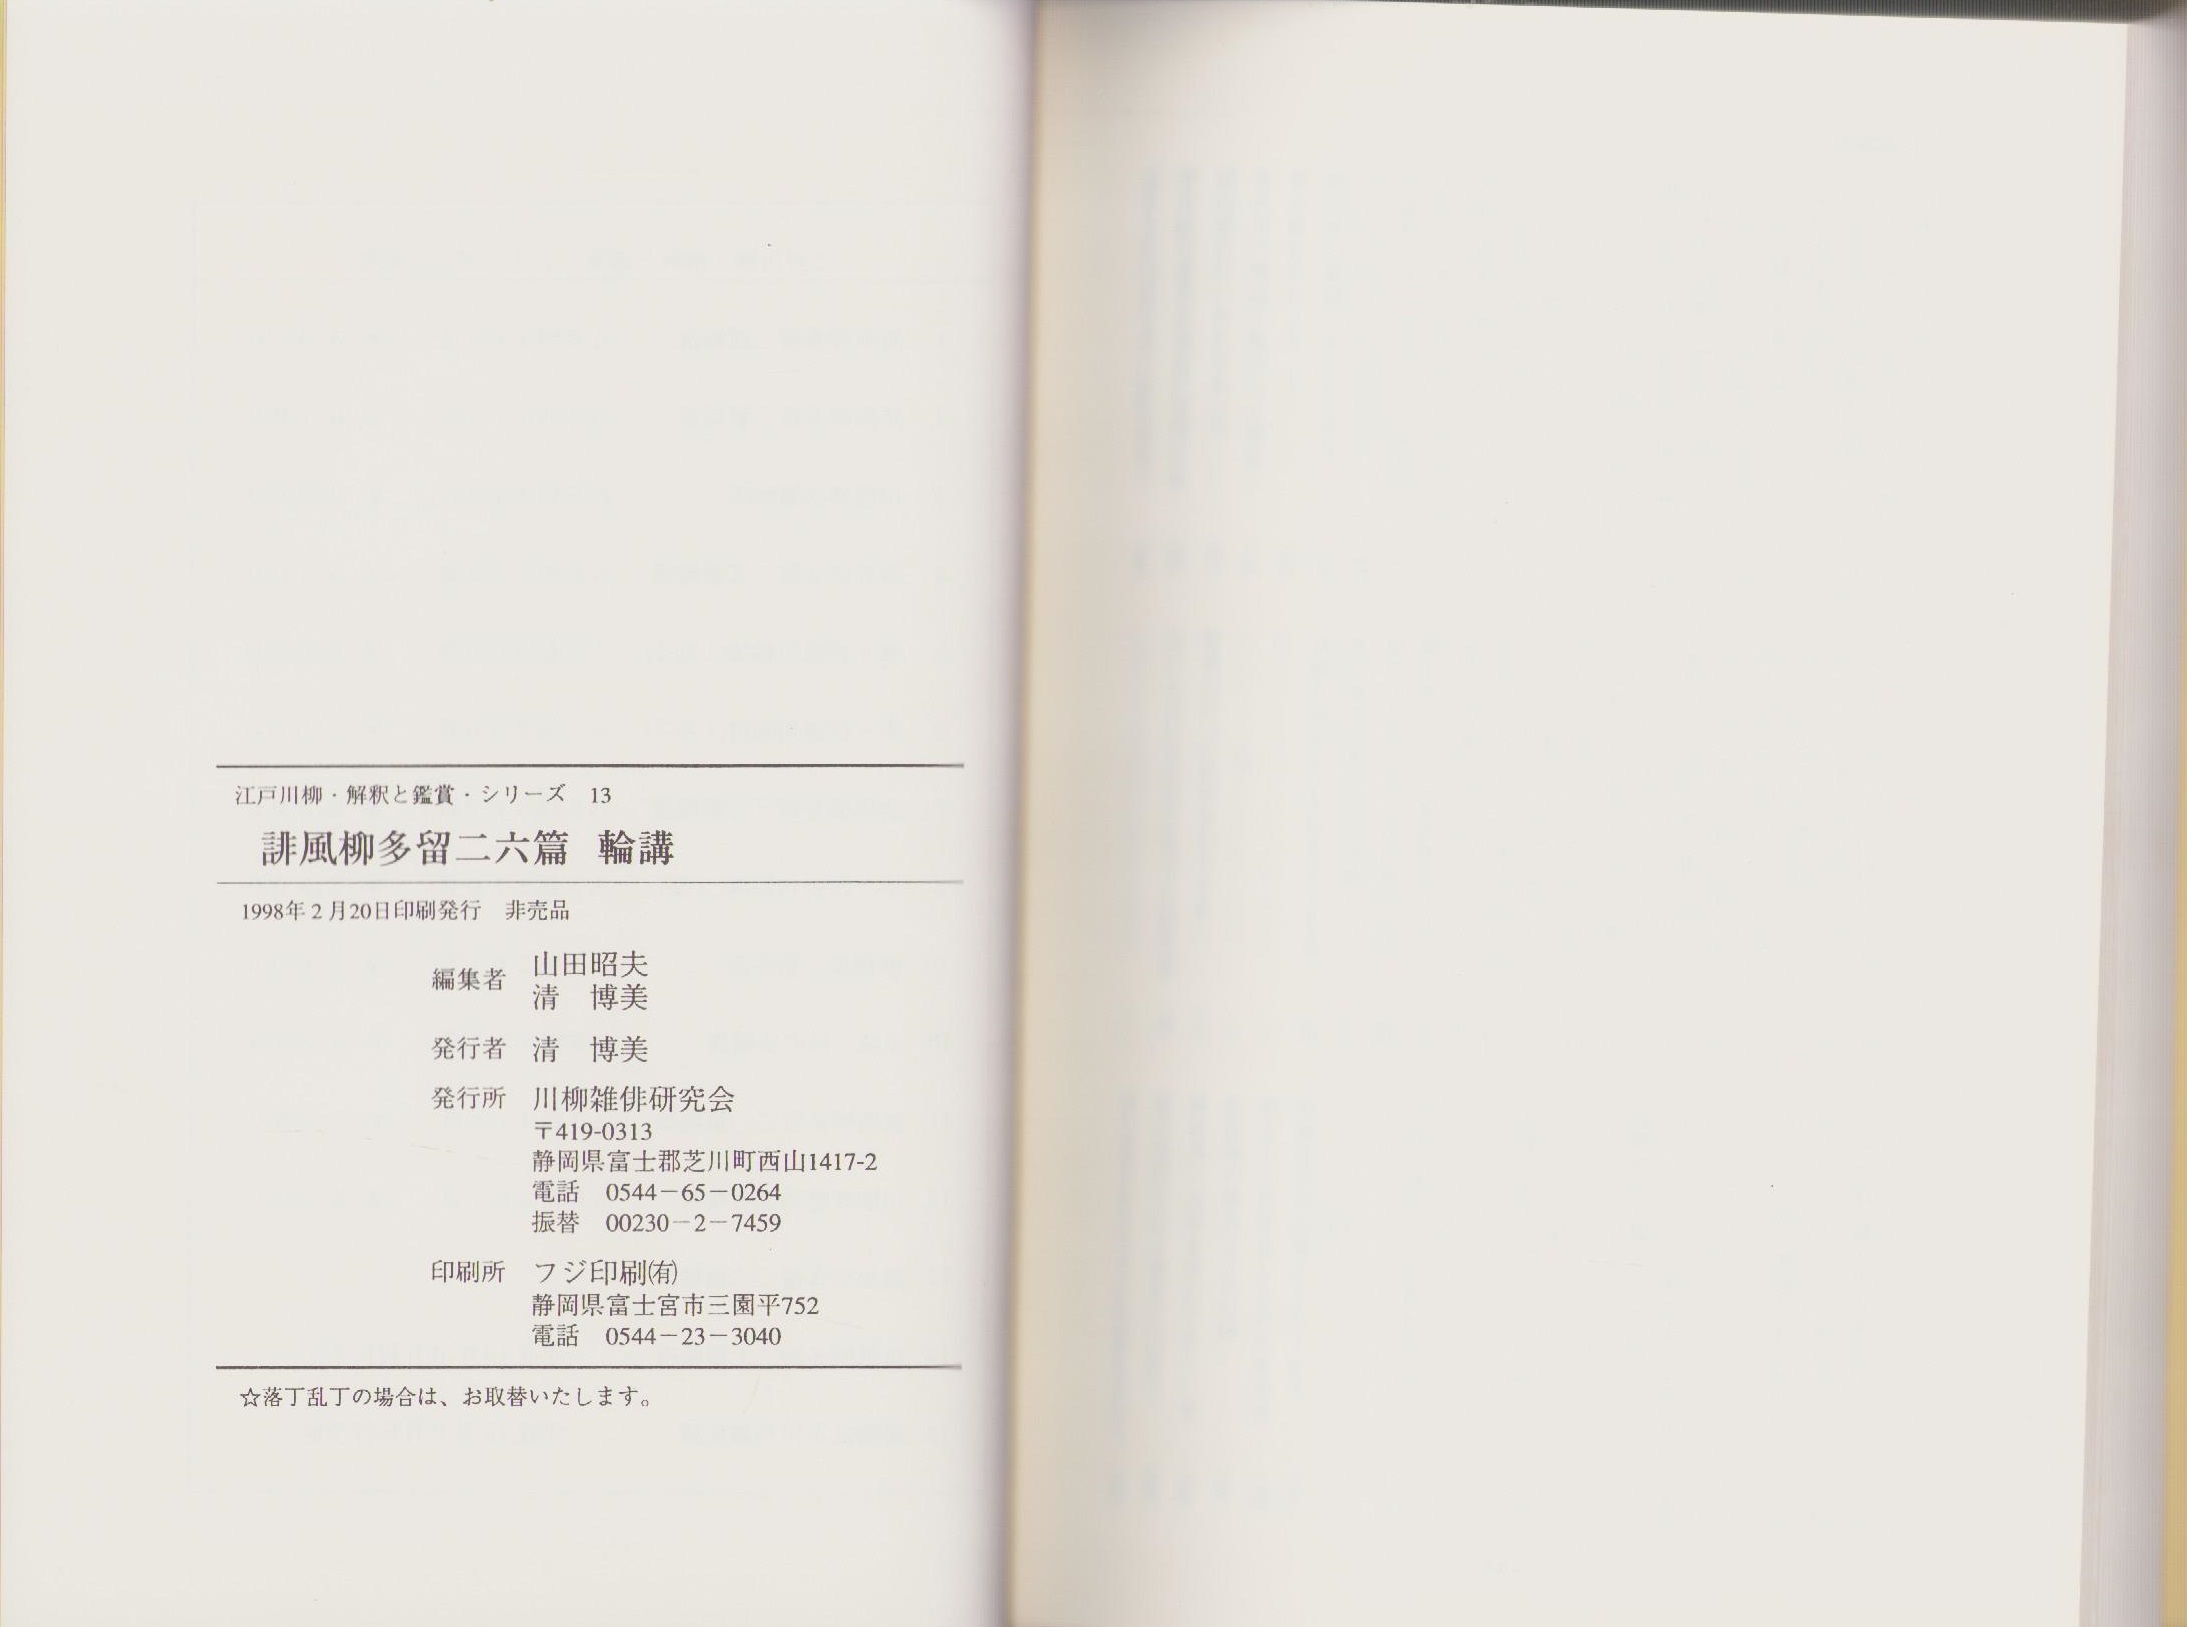 江戸川柳・解釈と鑑賞・シリーズ　13
誹風柳多留二六篇　輪講
1998年2月20日印刷発行　非売品
編集者　山田昭夫
清　博美
発行者　清　博美
発行所　川柳雑俳研究会
〒419-0313
静岡県富士郡芝川町西山1417-2
電話　0544－65－0264
振替　00230－2－7459
印刷所　フジ印刷㈲
静岡県富士宮市三園平752
電話　0544－23－3040
☆落丁乱丁の場合は、お取替いたします。